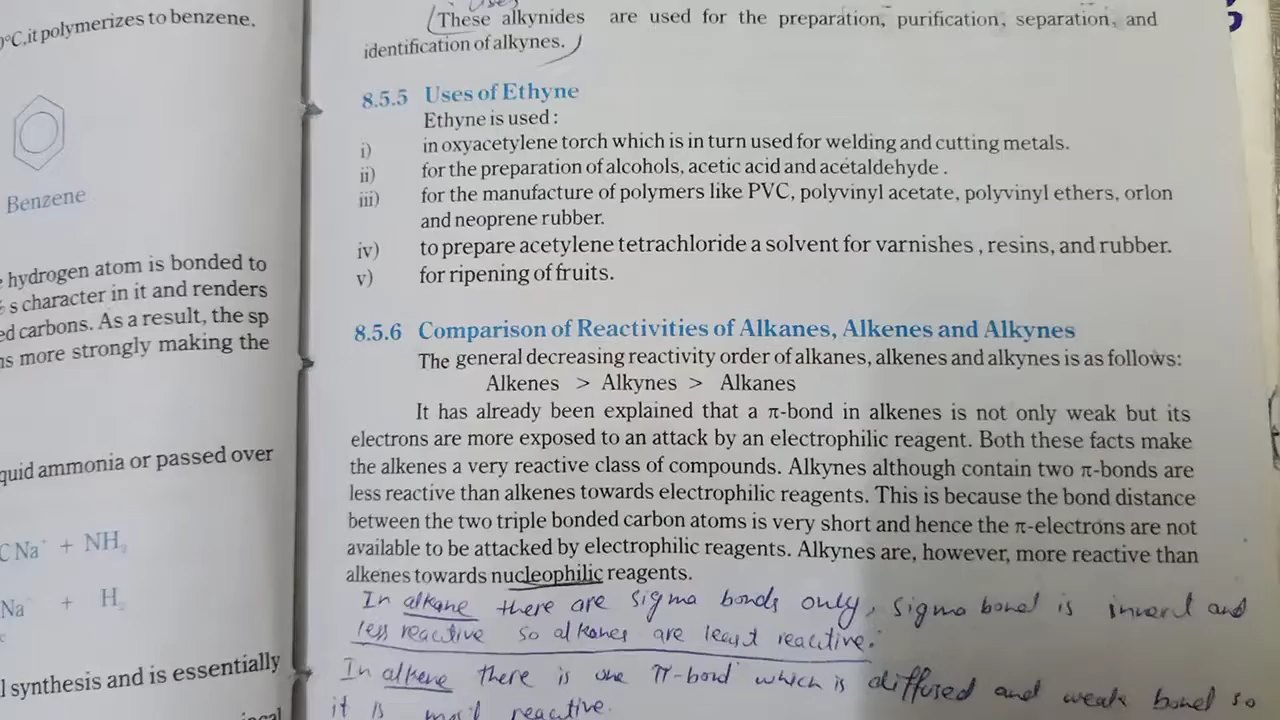 0°C, it polymerizes to benzene.
Benzene
hydrogen atom is bonded to
s character in it and renders
ed carbons. As a result, the sp
ns more strongly making the
quid ammonia or passed over
C Na⁻ + NH₃
Na + H₂
l synthesis and is essentially
Uses
(These alkynides are used for the preparation, purification, separation, and
identification of alkynes.)
8.5.5 Uses of Ethyne
Ethyne is used :
i) in oxyacetylene torch which is in turn used for welding and cutting metals.
ii) for the preparation of alcohols, acetic acid and acetaldehyde .
iii) for the manufacture of polymers like PVC, polyvinyl acetate, polyvinyl ethers, orlon
and neoprene rubber.
iv) to prepare acetylene tetrachloride a solvent for varnishes , resins, and rubber.
v) for ripening of fruits.
8.5.6 Comparison of Reactivities of Alkanes, Alkenes and Alkynes
The general decreasing reactivity order of alkanes, alkenes and alkynes is as follows:
Alkenes > Alkynes > Alkanes
It has already been explained that a π-bond in alkenes is not only weak but its
electrons are more exposed to an attack by an electrophilic reagent. Both these facts make
the alkenes a very reactive class of compounds. Alkynes although contain two π-bonds are
less reactive than alkenes towards electrophilic reagents. This is because the bond distance
between the two triple bonded carbon atoms is very short and hence the π-electrons are not
available to be attacked by electrophilic reagents. Alkynes are, however, more reactive than
alkenes towards nucleophilic reagents.
In alkane there are sigma bonds only, sigma bond is inert and
less reactive so alkanes are least reactive.
In alkene there is one π-bond which is diffused and weak bond so
it is most reactive.